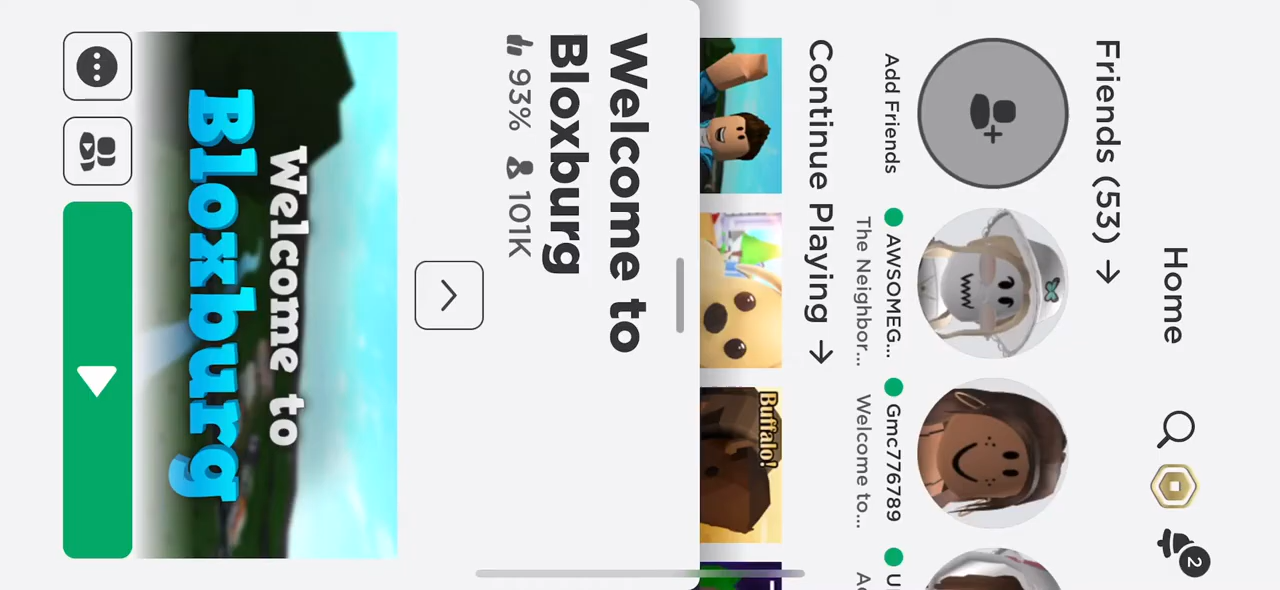 Home
2
Friends (53)
Add Friends
AWSOMEG...
The Neighbor...
Gmc776789
Welcome to...
Continue Playing
Buffalo!
Welcome to
Bloxburg
93% 101K
Welcome to
Bloxburg